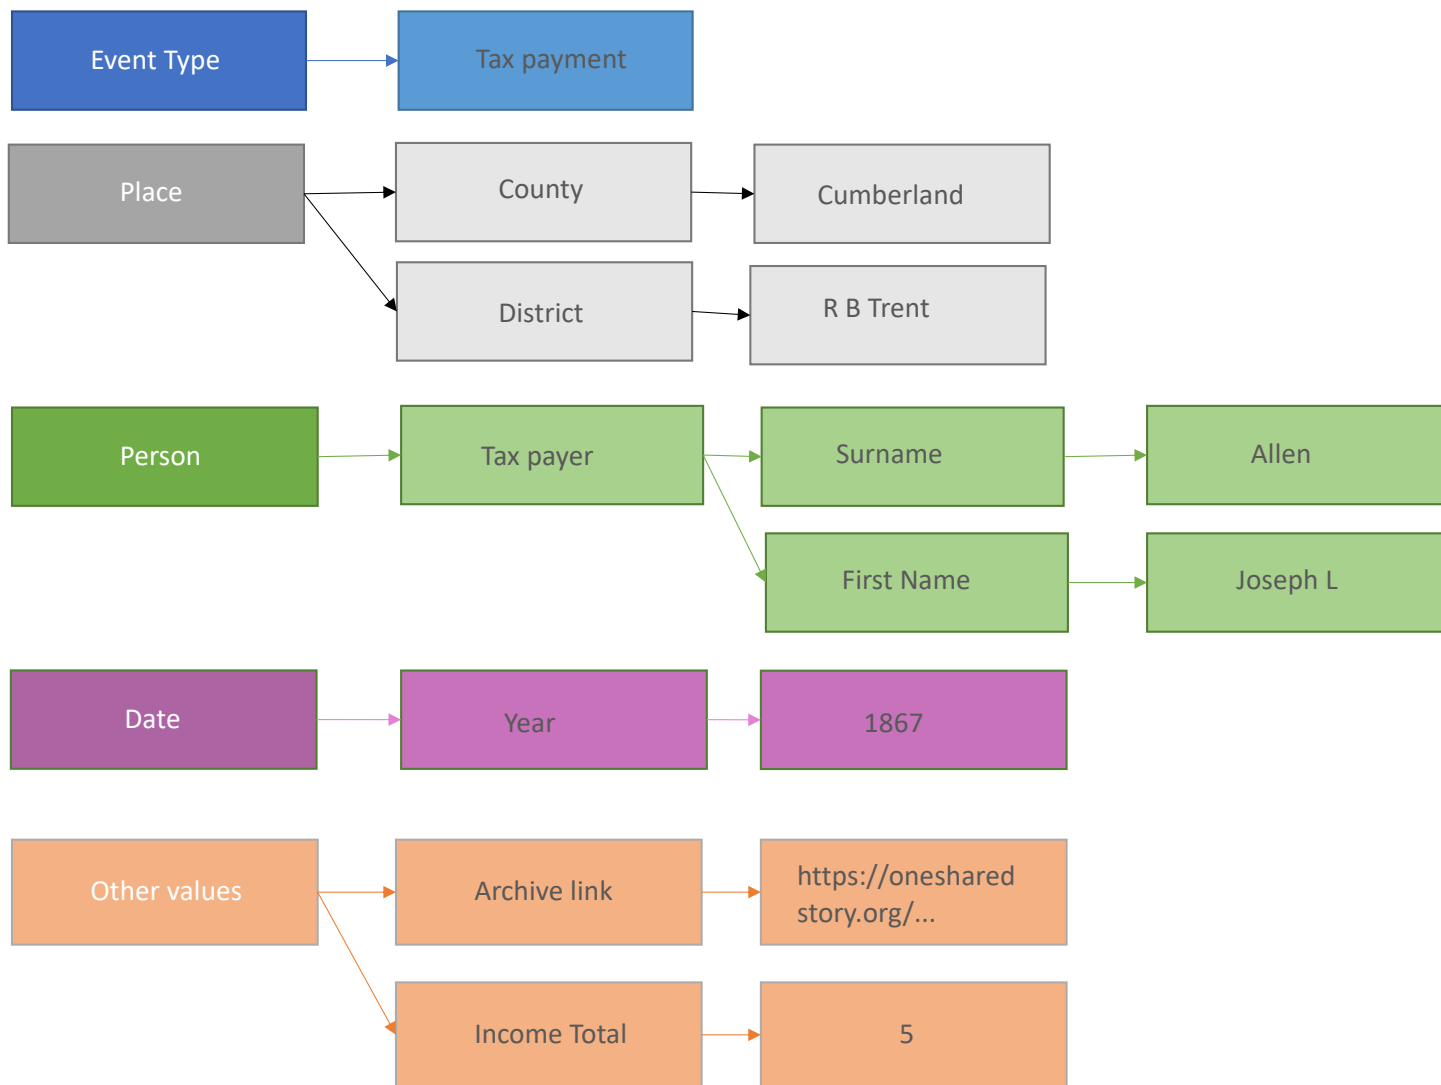 Event Type
Tax payment
Place
County
Cumberland
District
R B Trent
Person
Tax payer
Surname
Allen
First Name
Joseph L
Date
Year
1867
Other values
Archive link
https://oneshared
story.org/...
Income Total
5